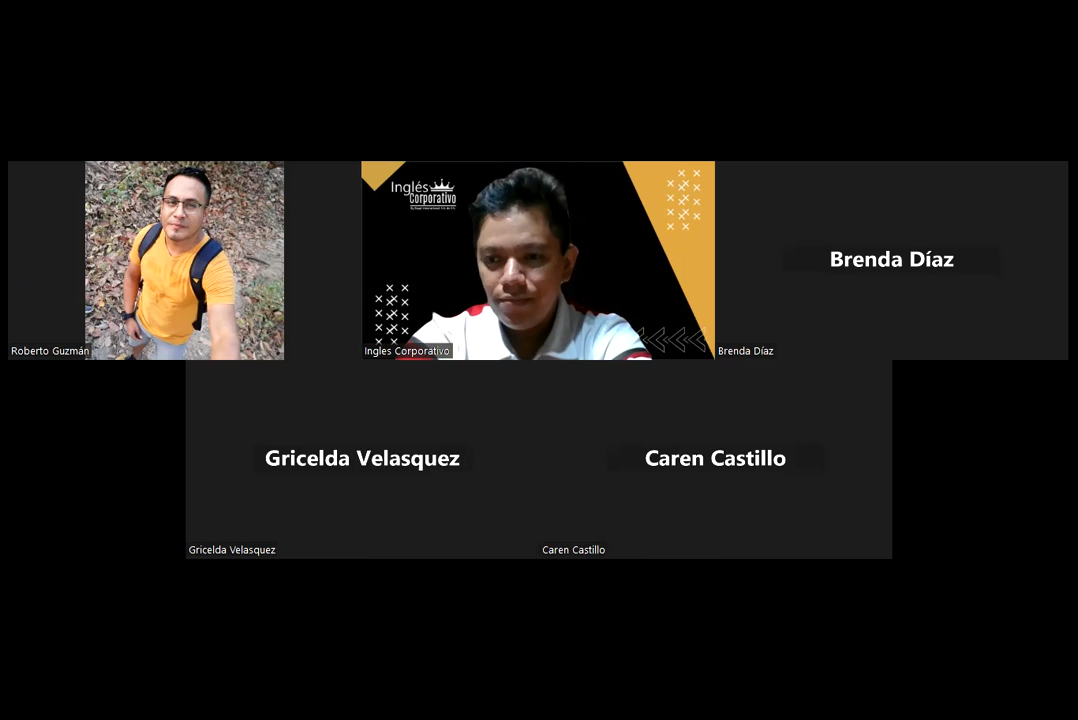 Inglés
Corporativo
Roberto Guzmán
Ingles Corporativo
Brenda Díaz
Brenda Díaz
Gricelda Velasquez
Caren Castillo
Gricelda Velasquez
Caren Castillo